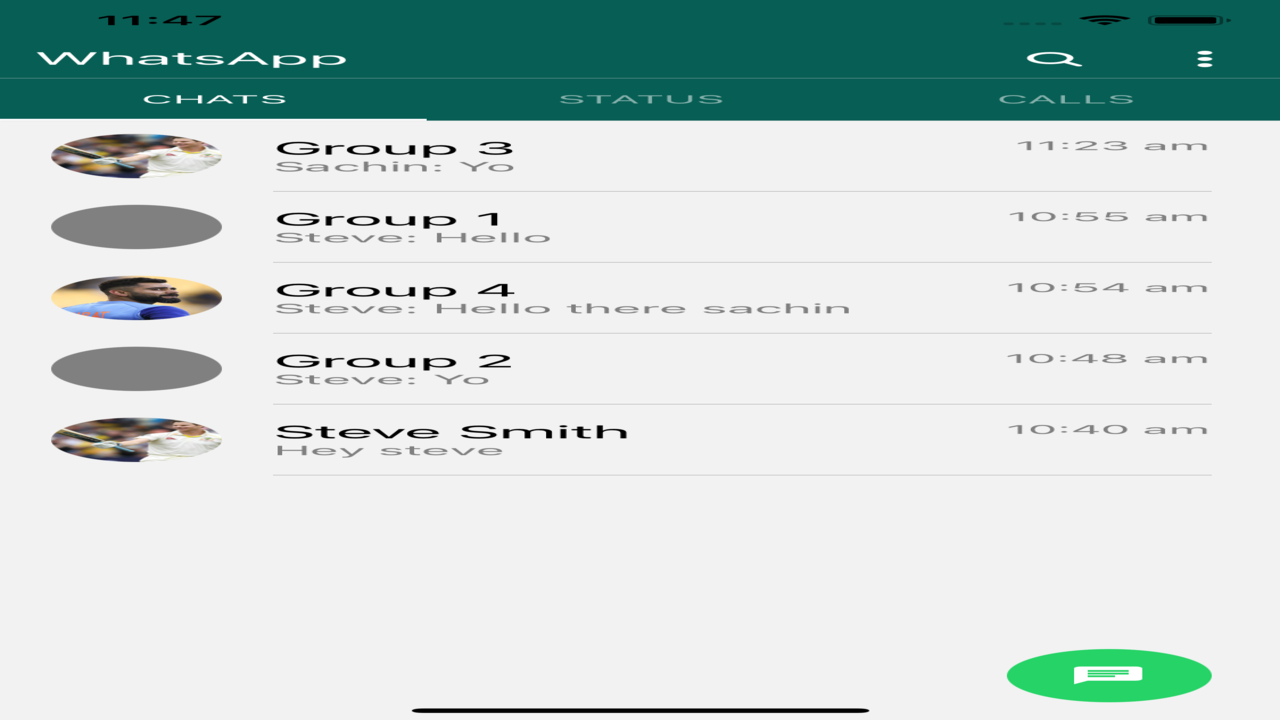 11:47
WhatsApp
CHATS STATUS CALLS
Group 3 11:23 am
Sachin: Yo
Group 1 10:55 am
Steve: Hello
Group 4 10:54 am
Steve: Hello there sachin
Group 2 10:48 am
Steve: Yo
Steve Smith 10:40 am
Hey steve